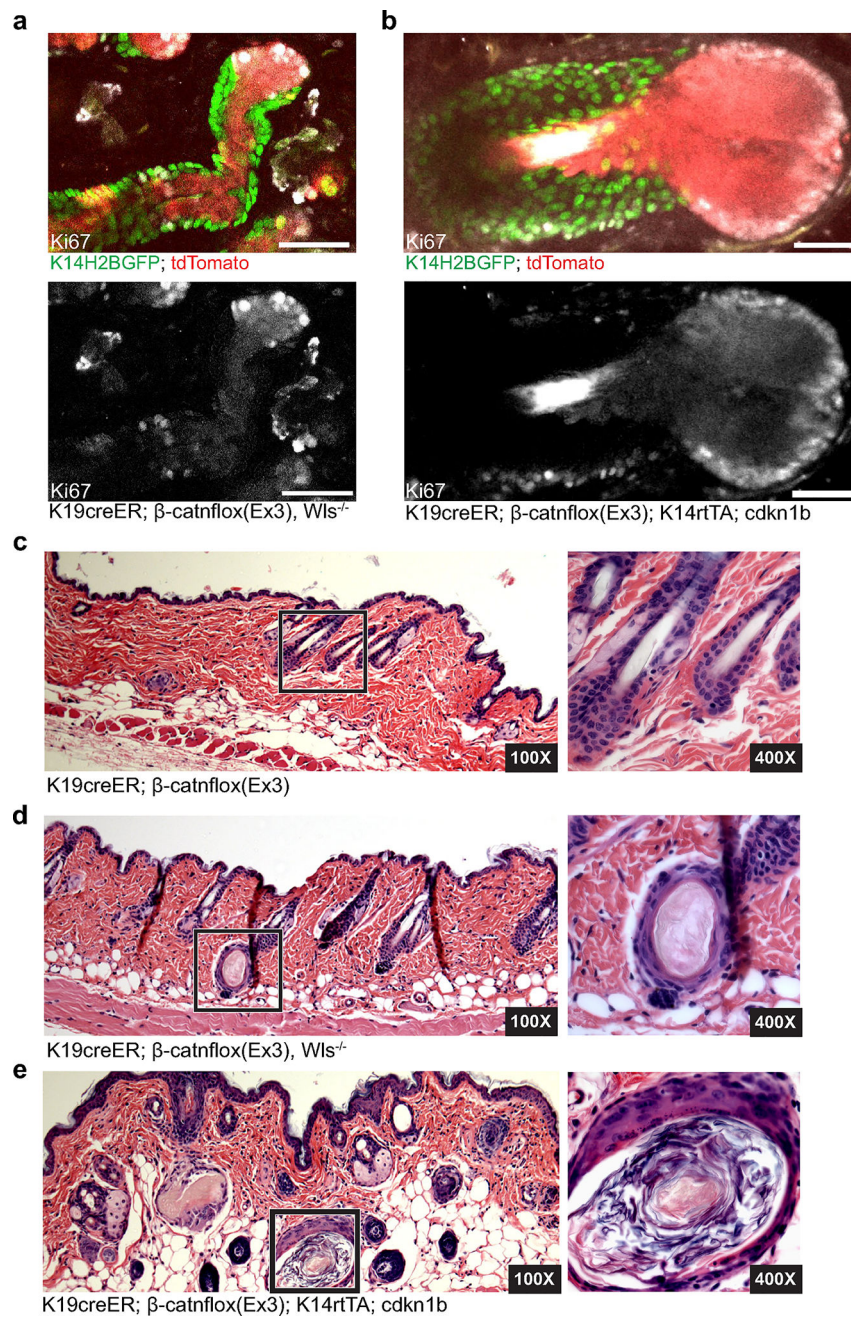 a
b
Ki67
K14H2BGFP; tdTomato
Ki67
K14H2BGFP; tdTomato
Ki67
K19creER; β-catnflox(Ex3), Wls-/-
Ki67
K19creER; β-catnflox(Ex3); K14rtTA; cdkn1b
c
100X
400X
K19creER; β-catnflox(Ex3)
d
100X
400X
K19creER; β-catnflox(Ex3), Wls-/-
e
100X
400X
K19creER; β-catnflox(Ex3); K14rtTA; cdkn1b